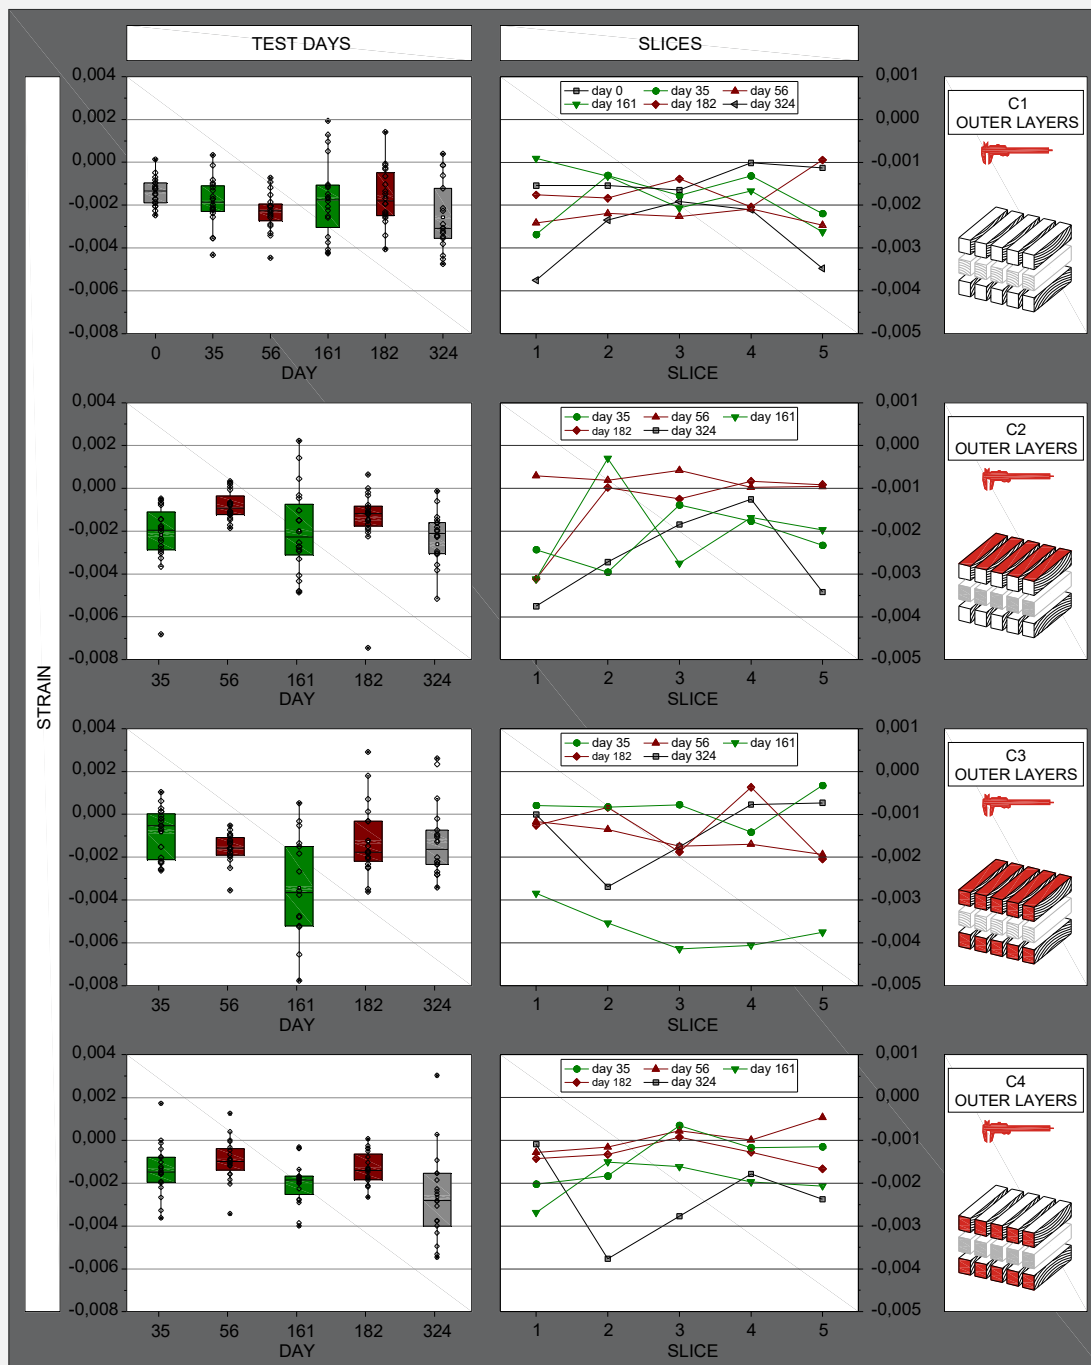 TEST DAYS
SLICES
STRAIN
0,004
0,002
0,000
-0,002
-0,004
-0,006
-0,008
0
35
56
161
182
324
DAY
day 0
day 35
day 56
day 161
day 182
day 324
1
2
3
4
5
SLICE
0,001
0,000
-0,001
-0,002
-0,003
-0,004
-0,005
C1
OUTER LAYERS
0,004
0,002
0,000
-0,002
-0,004
-0,006
-0,008
35
56
161
182
324
DAY
day 35
day 56
day 161
day 182
day 324
1
2
3
4
5
SLICE
0,001
0,000
-0,001
-0,002
-0,003
-0,004
-0,005
C2
OUTER LAYERS
0,004
0,002
0,000
-0,002
-0,004
-0,006
-0,008
35
56
161
182
324
DAY
day 35
day 56
day 161
day 182
day 324
1
2
3
4
5
SLICE
0,001
0,000
-0,001
-0,002
-0,003
-0,004
-0,005
C3
OUTER LAYERS
0,004
0,002
0,000
-0,002
-0,004
-0,006
-0,008
35
56
161
182
324
DAY
day 35
day 56
day 161
day 182
day 324
1
2
3
4
5
SLICE
0,001
0,000
-0,001
-0,002
-0,003
-0,004
-0,005
C4
OUTER LAYERS